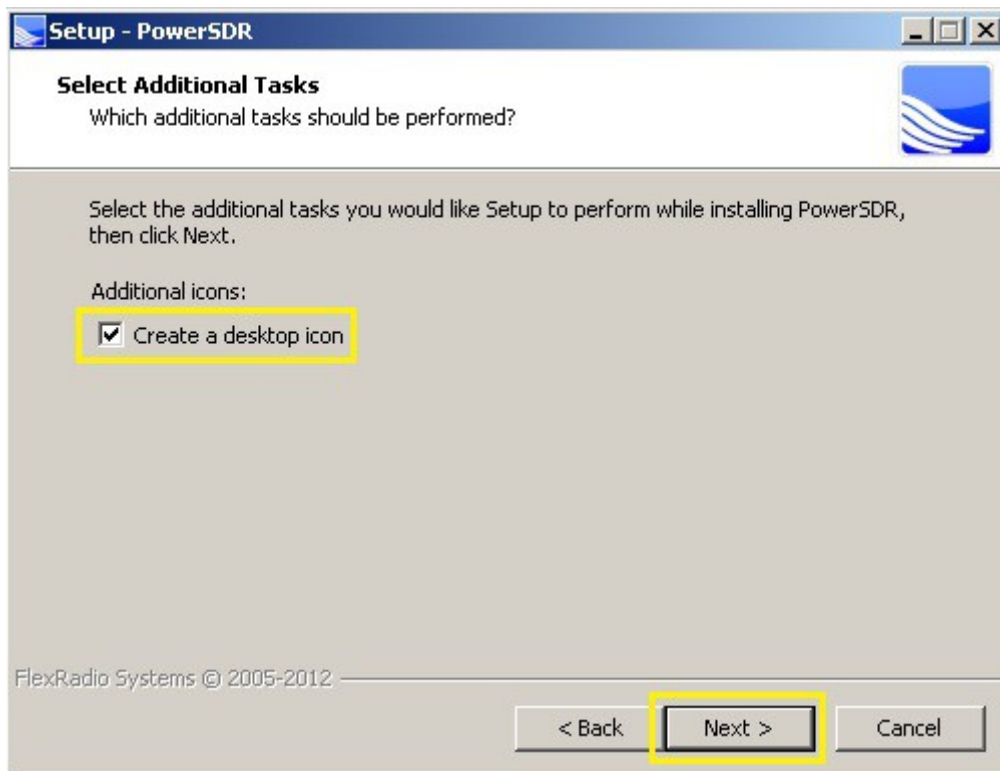 Setup - PowerSDR
Select Additional Tasks
Which additional tasks should be performed?
Select the additional tasks you would like Setup to perform while installing PowerSDR,
then click Next.
Additional icons:
Create a desktop icon
FlexRadio Systems © 2005-2012
< Back Next > Cancel